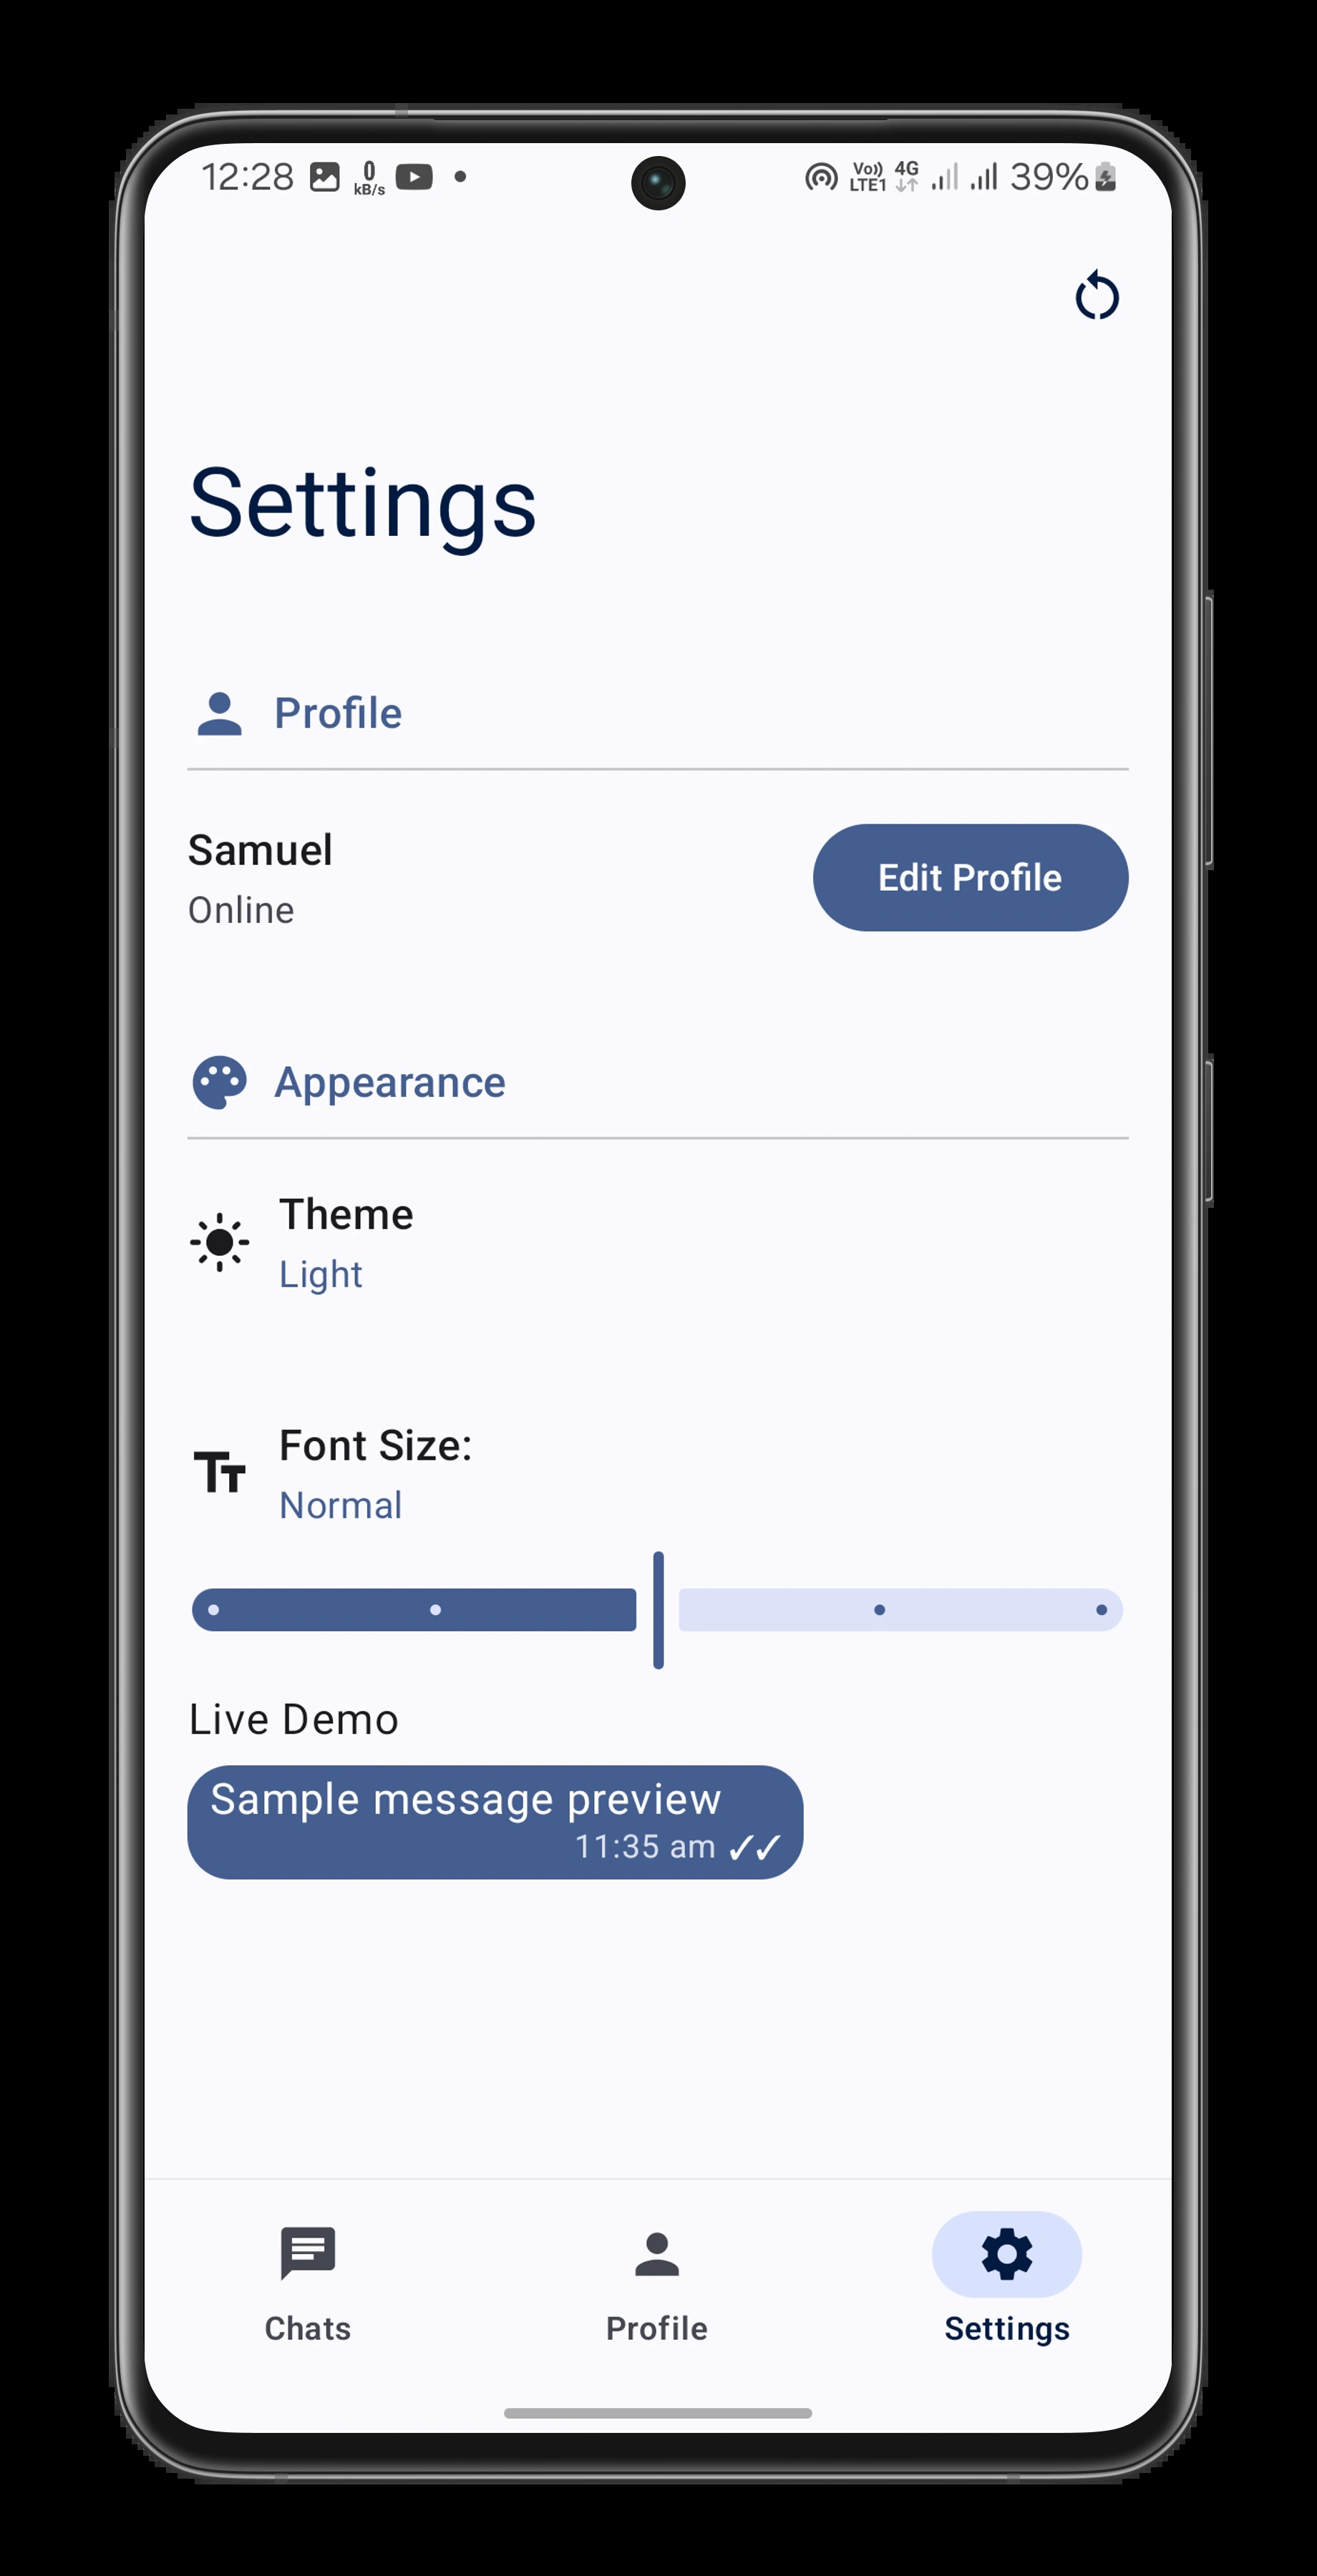 12:28 0 kB/s Vo)) LTE1 4G 39%
Settings
Profile
Samuel
Online
Edit Profile
Appearance
Theme
Light
Font Size:
Normal
Live Demo
Sample message preview
11:35 am ✓✓
Chats Profile Settings